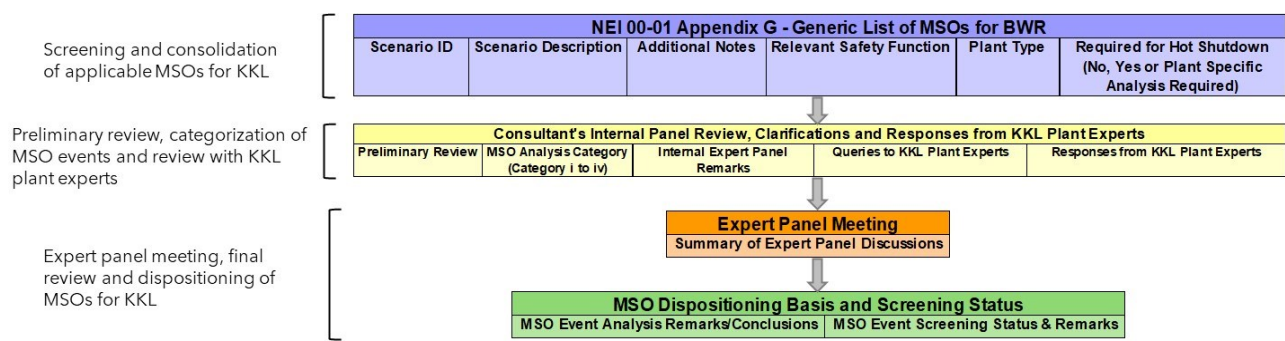 NEI 00-01 Appendix G - Generic List of MSOs for BWR
Screening and consolidation
of applicable MSOs for KKL
Scenario ID
Scenario Description
Additional Notes
Relevant Safety Function
Plant Type
Required for Hot Shutdown
(No, Yes or Plant Specific
Analysis Required)
Preliminary review, categorization of
MSO events and review with KKL
plant experts
Consultant's Internal Panel Review, Clarifications and Responses from KKL Plant Experts
Preliminary Review
MSO Analysis Category
(Category i to iv)
Internal Expert Panel
Remarks
Queries to KKL Plant Experts
Responses from KKL Plant Experts
Expert panel meeting, final
review and dispositioning of
MSOs for KKL
Expert Panel Meeting
Summary of Expert Panel Discussions
MSO Dispositioning Basis and Screening Status
MSO Event Analysis Remarks/Conclusions
MSO Event Screening Status & Remarks